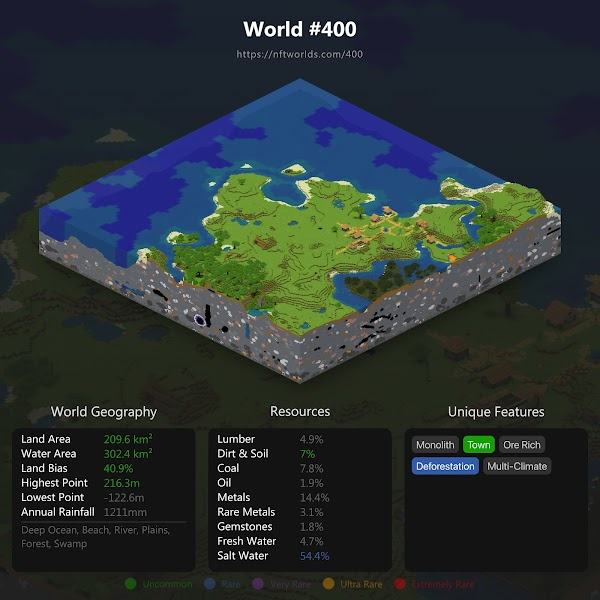 World #400
https://nftworlds.com/400
World Geography
Land Area 209.6 km²
Water Area 302.4 km²
Land Bias 40.9%
Highest Point 216.3m
Lowest Point -122.6m
Annual Rainfall 1211mm
Deep Ocean, Beach, River, Plains,
Forest, Swamp
Resources
Lumber 4.9%
Dirt & Soil 7%
Coal 7.8%
Oil 1.9%
Metals 14.4%
Rare Metals 3.1%
Gemstones 1.8%
Fresh Water 4.7%
Salt Water 54.4%
Unique Features
Monolith Town Ore Rich
Deforestation Multi-Climate
Uncommon Rare Very Rare Ultra Rare Extremely Rare